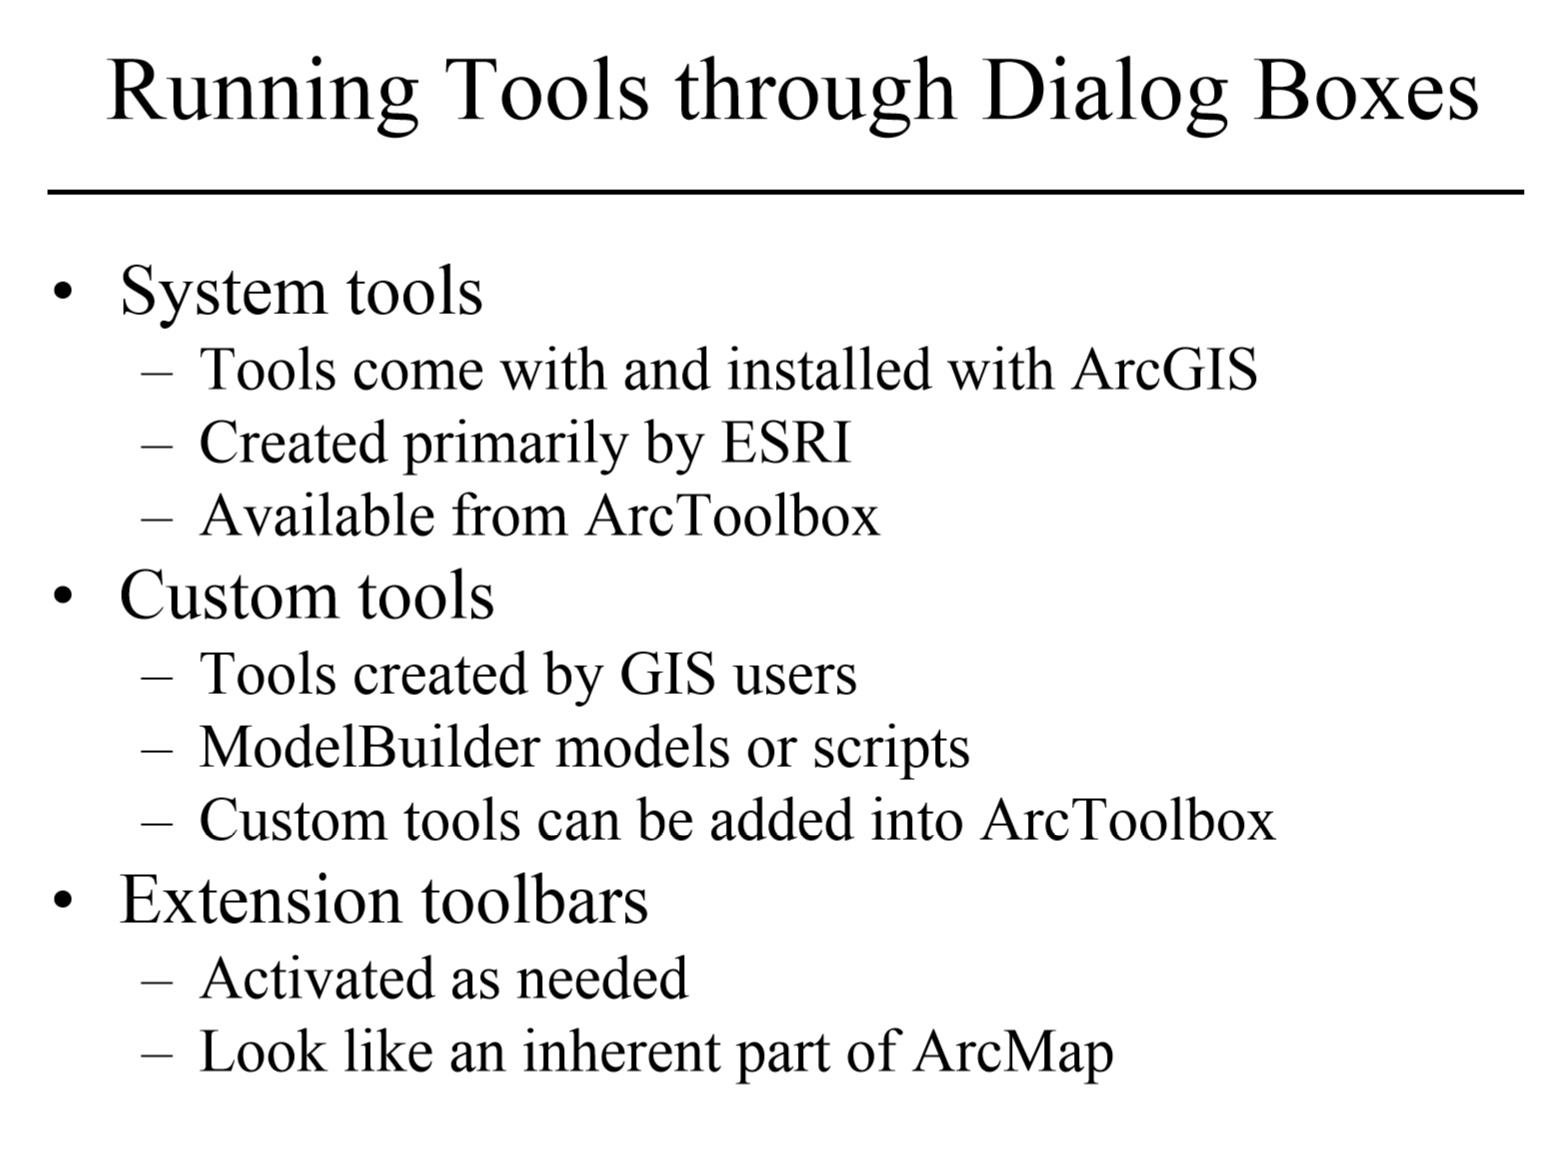 Running Tools through Dialog Boxes
• System tools
– Tools come with and installed with ArcGIS
– Created primarily by ESRI
– Available from ArcToolbox
• Custom tools
– Tools created by GIS users
– ModelBuilder models or scripts
– Custom tools can be added into ArcToolbox
• Extension toolbars
– Activated as needed
– Look like an inherent part of ArcMap